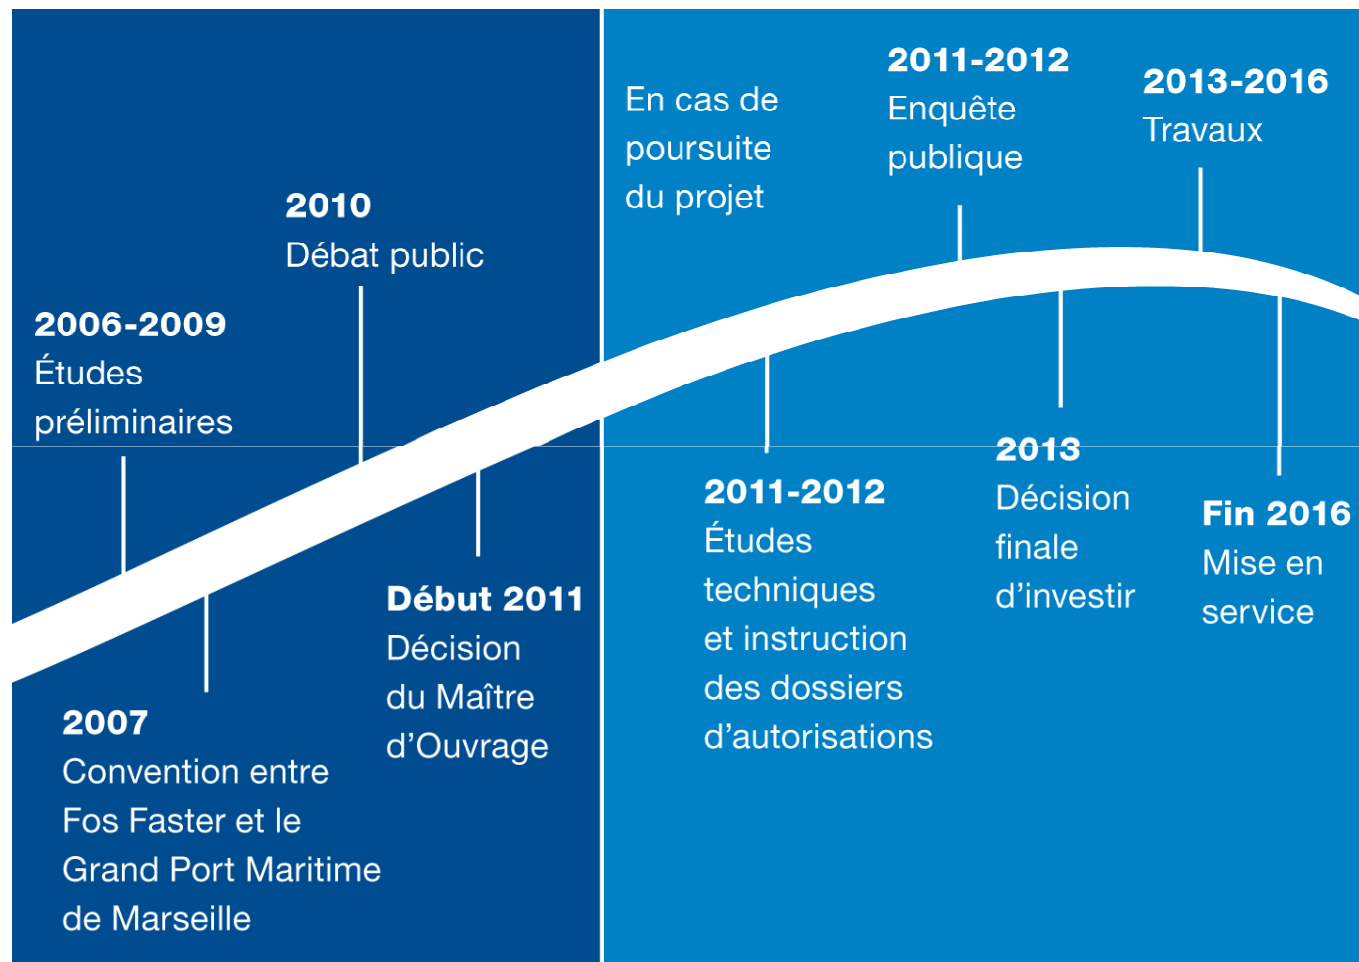 2006-2009
Études
préliminaires
2007
Convention entre
Fos Faster et le
Grand Port Maritime
de Marseille
2010
Débat public
Début 2011
Décision
du Maître
d’Ouvrage
En cas de
poursuite
du projet
2011-2012
Études
techniques
et instruction
des dossiers
d’autorisations
2011-2012
Enquête
publique
2013
Décision
finale
d’investir
2013-2016
Travaux
Fin 2016
Mise en
service